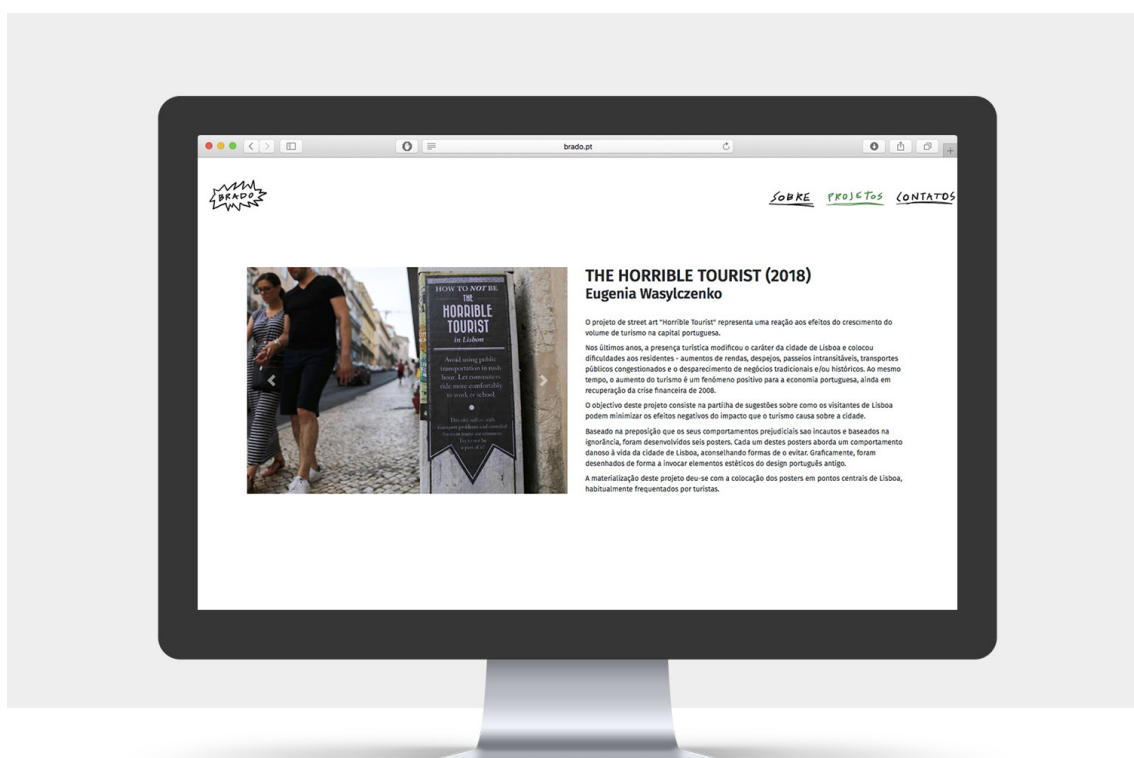 brado.pt
BRADO
SOBRE PROJETOS CONTATOS
HOW TO NOT BE
THE
HORRIBLE
TOURIST
in Lisbon
Avoid using public
transportation in rush
hour. Let commuters
ride more comfortably
to work or school.
THE HORRIBLE TOURIST (2018)
Eugenia Wasylczenko
O projeto de street art "Horrible Tourist" representa uma reação aos efeitos do crescimento do
volume de turismo na capital portuguesa.
Nos últimos anos, a presença turística modificou o caráter da cidade de Lisboa e colocou
dificuldades aos residentes - aumentos de rendas, despejos, passeios intransitáveis, transportes
públicos congestionados e o desparecimento de negócios tradicionais e/ou históricos. Ao mesmo
tempo, o aumento do turismo é um fenómeno positivo para a economia portuguesa, ainda em
recuperação da crise financeira de 2008.
O objectivo deste projeto consiste na partilha de sugestões sobre como os visitantes de Lisboa
podem minimizar os efeitos negativos do impacto que o turismo causa sobre a cidade.
Baseado na preposição que os seus comportamentos prejudiciais sao incautos e baseados na
ignorância, foram desenvolvidos seis posters. Cada um destes posters aborda um comportamento
danoso à vida da cidade de Lisboa, aconselhando formas de o evitar. Graficamente, foram
desenhados de forma a invocar elementos estéticos do design português antigo.
A materialização deste projeto deu-se com a colocação dos posters em pontos centrais de Lisboa,
habitualmente frequentados por turistas.